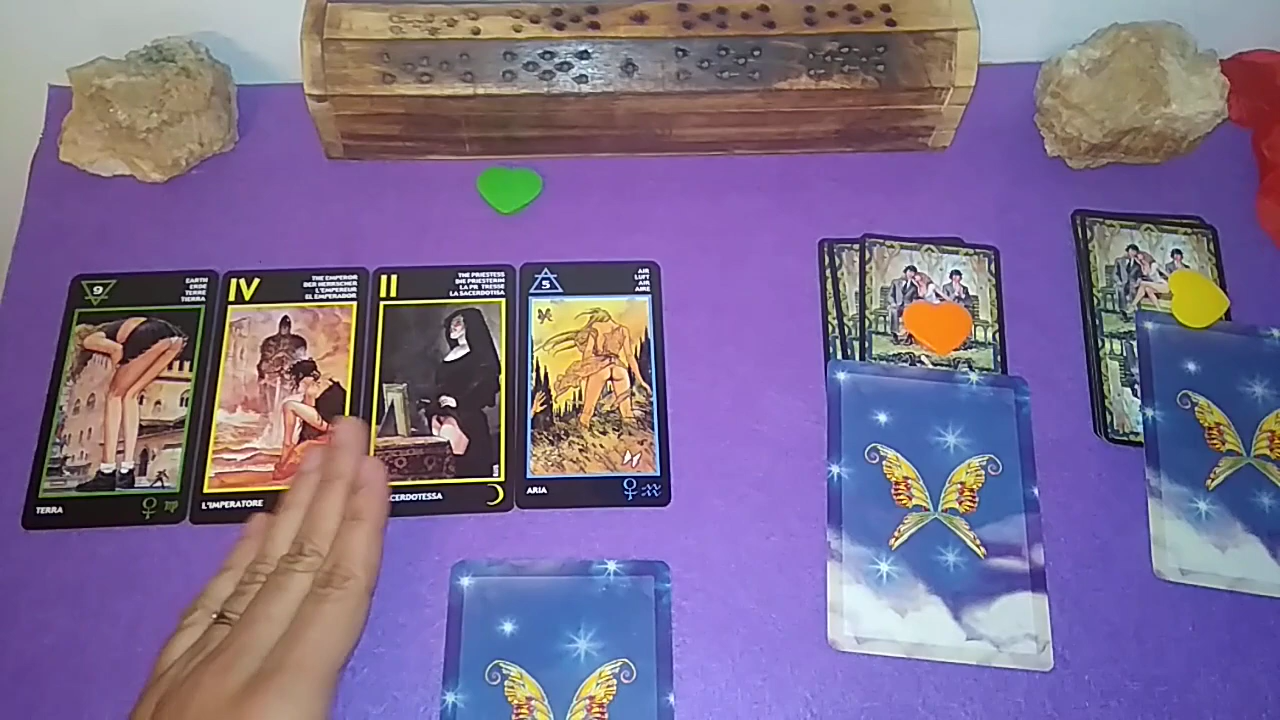 9
EARTH
ERDE
TERRE
TIERRA
TERRA
IV
THE EMPEROR
DER HERRSCHER
L'EMPEREUR
EL EMPERADOR
L'IMPERATORE
II
THE PRIESTESS
DIE PRIESTERIN
LA PR TRESSE
LA SACERDOTISA
CERDOTESSA
5
AIR
LUFT
AIR
AIRE
ARIA